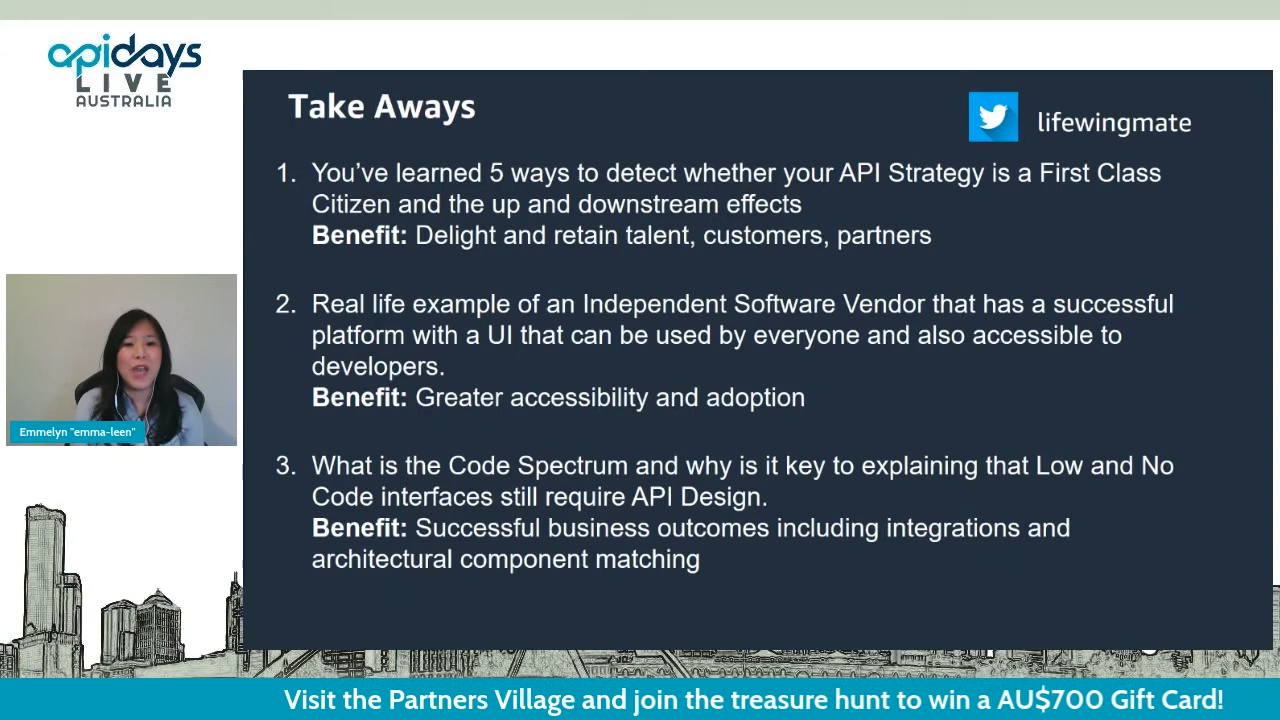 apidays
LIVE
AUSTRALIA
Take Aways
lifewingmate
1. You've learned 5 ways to detect whether your API Strategy is a First Class
Citizen and the up and downstream effects
Benefit: Delight and retain talent, customers, partners
2. Real life example of an Independent Software Vendor that has a successful
platform with a UI that can be used by everyone and also accessible to
developers.
Benefit: Greater accessibility and adoption
3. What is the Code Spectrum and why is it key to explaining that Low and No
Code interfaces still require API Design.
Benefit: Successful business outcomes including integrations and
architectural component matching
Emmelyn "emma-leen"
Visit the Partners Village and join the treasure hunt to win a AU$700 Gift Card!